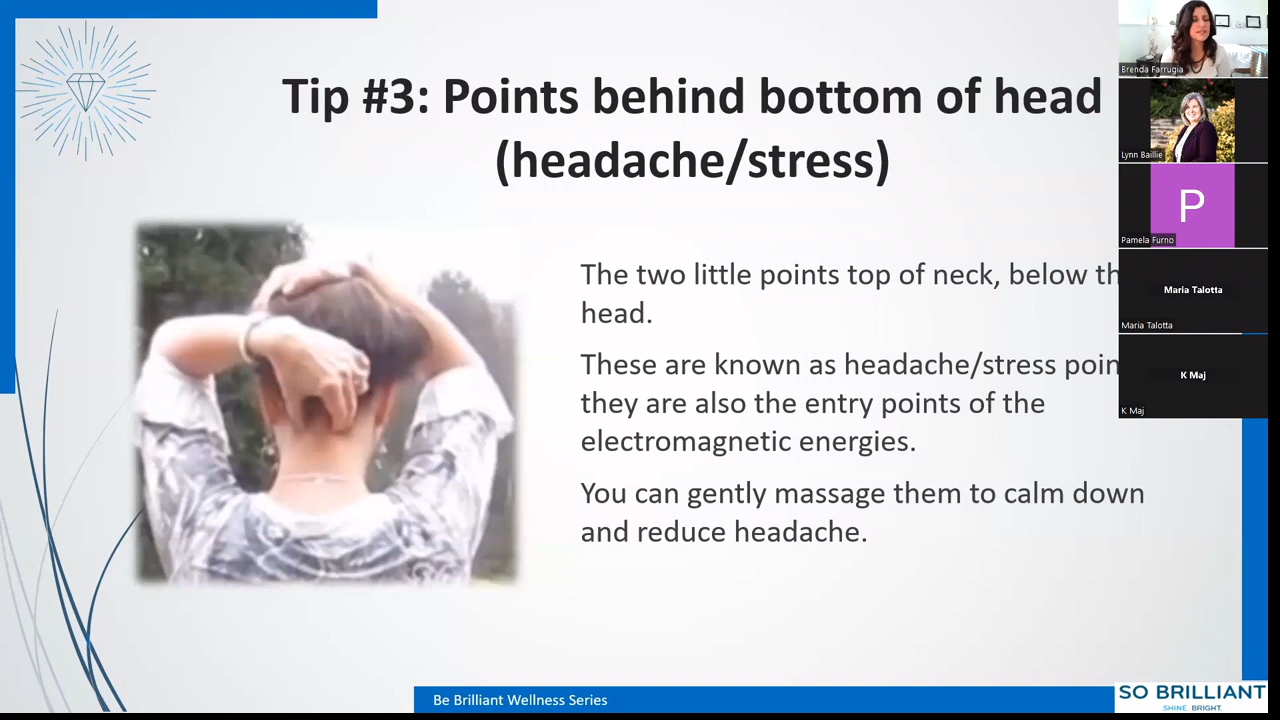 Tip #3: Points behind bottom of head
(headache/stress)
The two little points top of neck, below th
head.
These are known as headache/stress poin
they are also the entry points of the
electromagnetic energies.
You can gently massage them to calm down
and reduce headache.
Be Brilliant Wellness Series
SO BRILLIANT
SHINE. BRIGHT.
Brenda Farrugia
Lynn Baillie
P
Pamela Furno
Maria Talotta
Maria Talotta
K Maj
K Maj